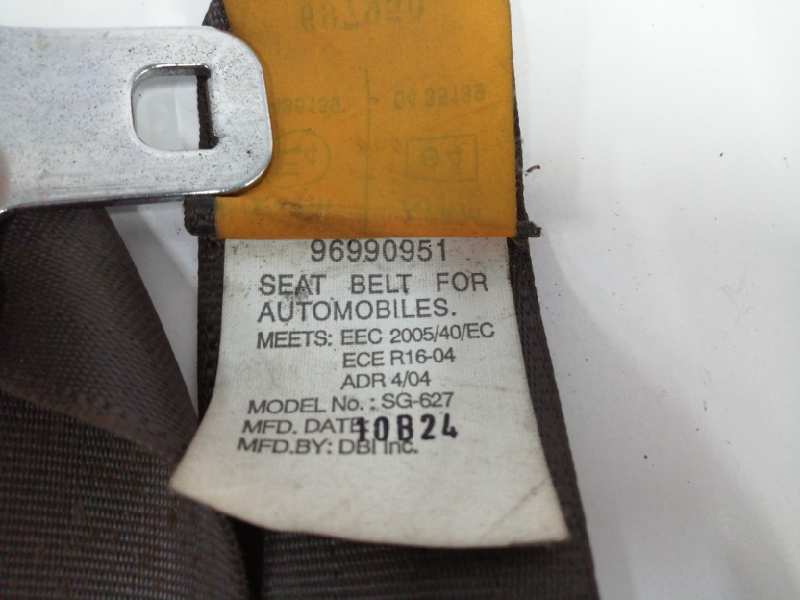 96990951
SEAT BELT FOR
AUTOMOBILES.
MEETS: EEC 2005/40/EC
ECE R16-04
ADR 4/04
MODEL No. : SG-627
MFD. DATE: 10B24
MFD.BY: DBI Inc.